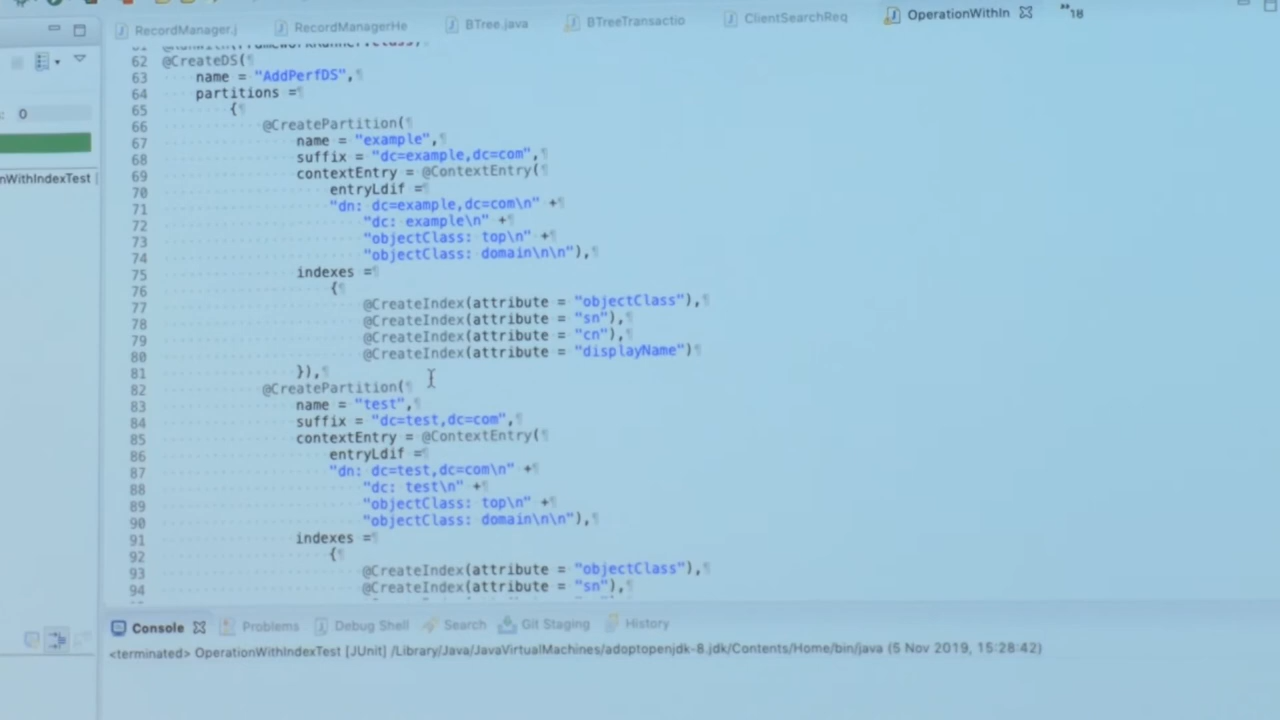 RecordManager.j RecordManagerHe BTree.java BTreeTransactio ClientSearchReq OperationWithIn »18
0
nWithIndexTest
62 @CreateDS(
63 name = "AddPerfDS",
64 partitions =
65 {
66 @CreatePartition(
67 name = "example",
68 suffix = "dc=example,dc=com",
69 contextEntry = @ContextEntry(
70 entryLdif =
71 "dn: dc=example,dc=com\n" +
72 "dc: example\n" +
73 "objectClass: top\n" +
74 "objectClass: domain\n\n"),
75 indexes =
76 {
77 @CreateIndex(attribute = "objectClass"),
78 @CreateIndex(attribute = "sn"),
79 @CreateIndex(attribute = "cn"),
80 @CreateIndex(attribute = "displayName")
81 }),
82 @CreatePartition(
83 name = "test",
84 suffix = "dc=test,dc=com",
85 contextEntry = @ContextEntry(
86 entryLdif =
87 "dn: dc=test,dc=com\n" +
88 "dc: test\n" +
89 "objectClass: top\n" +
90 "objectClass: domain\n\n"),
91 indexes =
92 {
93 @CreateIndex(attribute = "objectClass"),
94 @CreateIndex(attribute = "sn"),
Console Problems Debug Shell Search Git Staging History
<terminated> OperationWithIndexTest [JUnit] /Library/Java/JavaVirtualMachines/adoptopenjdk-8.jdk/Contents/Home/bin/java (5 Nov 2019, 15:28:42)